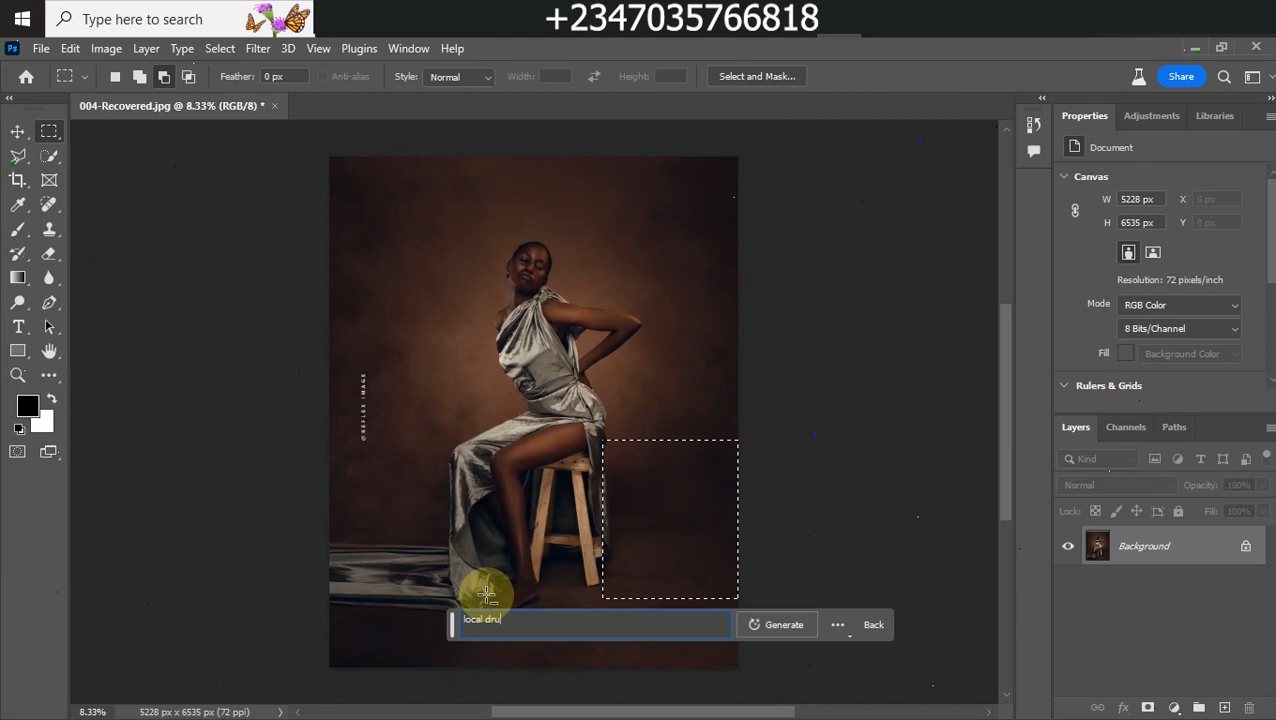 Type here to search
+2347035766818
Ps File Edit Image Layer Type Select Filter 3D View Plugins Window Help
Feather: 0 px Anti-alias Style: Normal Width: Height: Select and Mask... Share
004-Recovered.jpg @ 8.33% (RGB/8) *
Properties Adjustments Libraries
Document
Canvas
W 5228 px X 0 px
H 6535 px Y 0 px
Resolution: 72 pixels/inch
Mode RGB Color
8 Bits/Channel
Fill Background Color
Rulers & Grids
@REFLEX IMAGE
Layers Channels Paths
Kind
Normal Opacity: 100%
Lock: Fill: 100%
Background
local dru
Generate
Back
8.33% 5228 px x 6535 px (72 ppi)